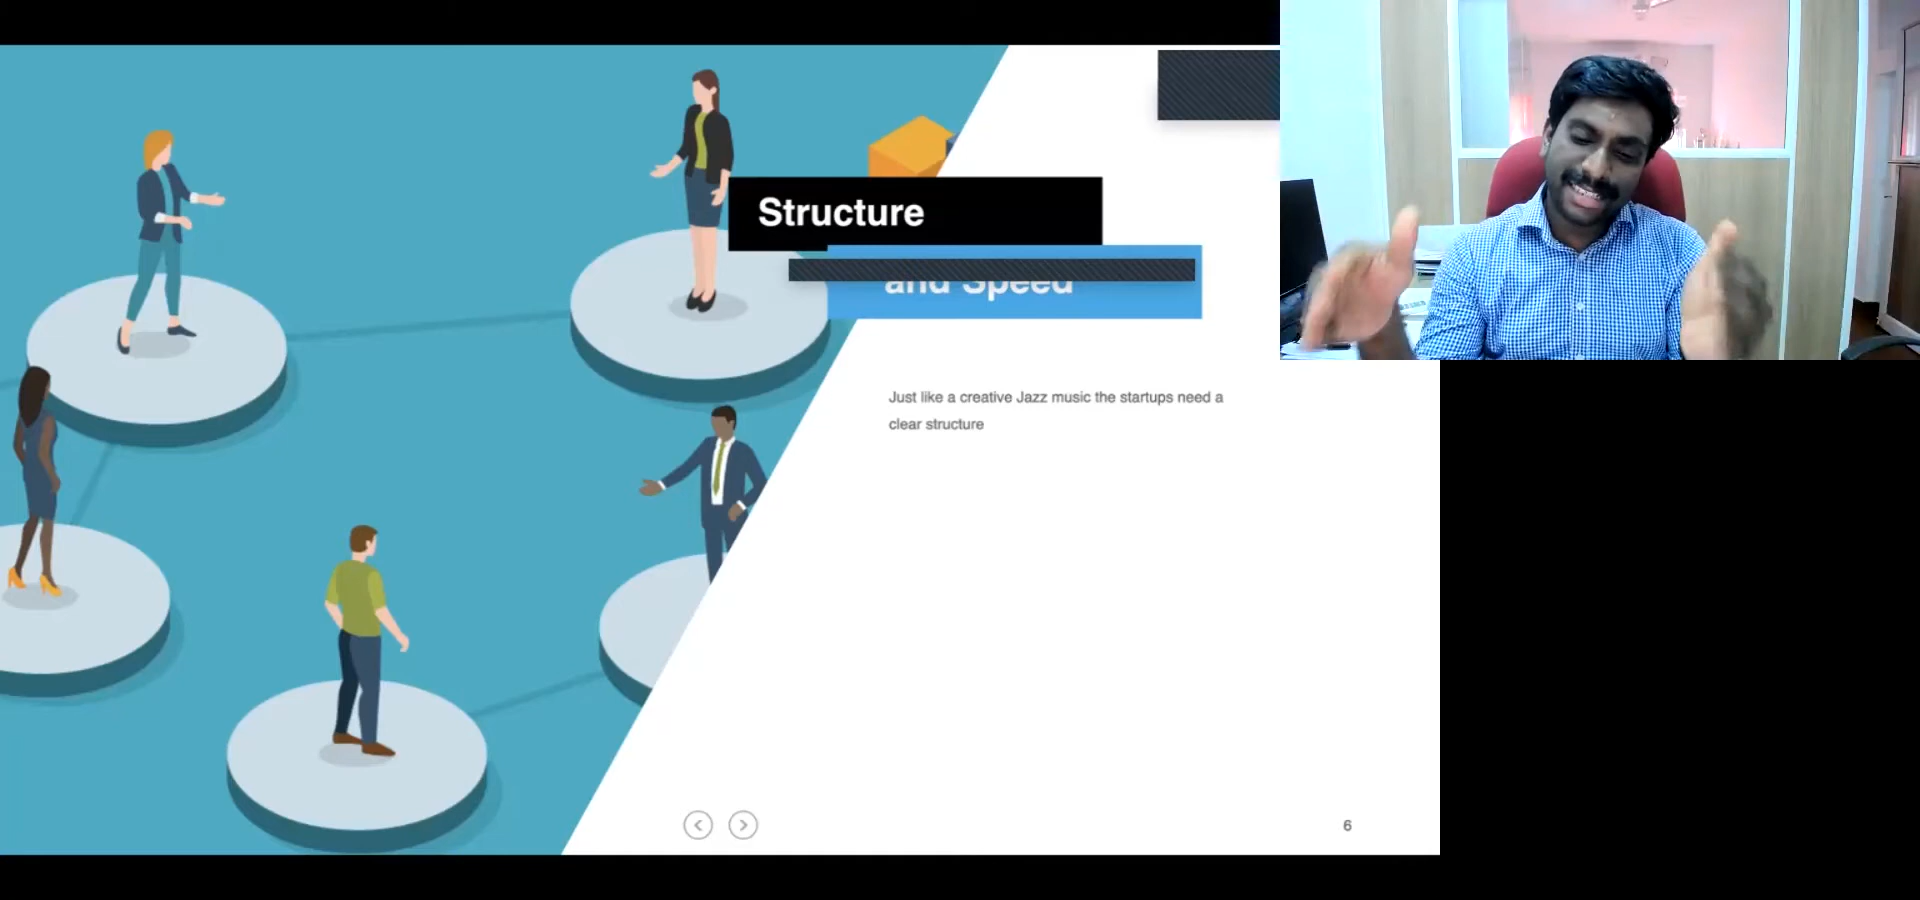 Structure
and Speed
Just like a creative Jazz music the startups need a
clear structure
6